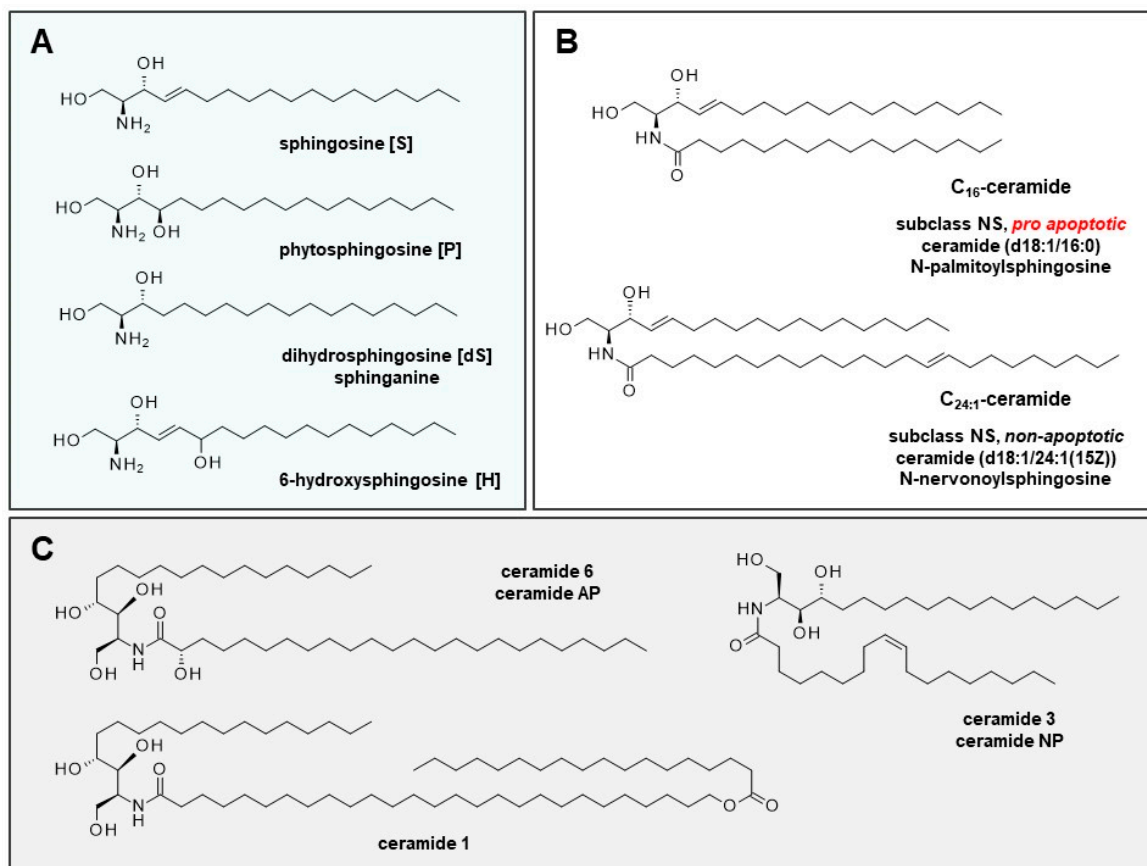 A
OH
HO
NH2
sphingosine [S]
OH
HO
NH2 OH
phytosphingosine [P]
OH
HO
NH2
dihydrosphingosine [dS]
sphinganine
OH
HO
NH2 OH
6-hydroxysphingosine [H]
B
OH
HO
HN
O
C16-ceramide
subclass NS, pro apoptotic
ceramide (d18:1/16:0)
N-palmitoylsphingosine
OH
HO
HN
O
C24:1-ceramide
subclass NS, non-apoptotic
ceramide (d18:1/24:1(15Z))
N-nervonoylsphingosine
C
OH
HO
O
N
H
OH
OH
ceramide 6
ceramide AP
HO
OH
HN
OH
O
ceramide 3
ceramide NP
OH
HO
O
N
H
OH
O
O
ceramide 1